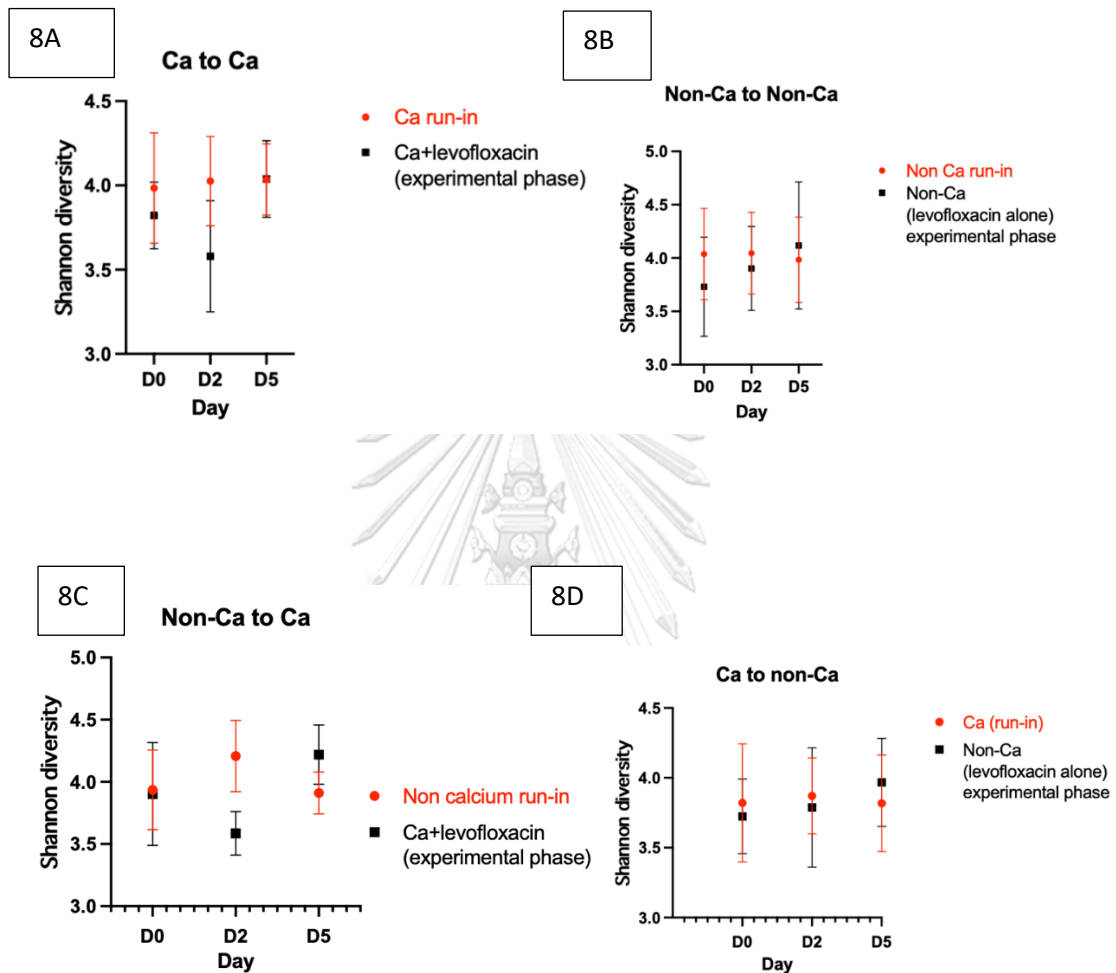 8A
Ca to Ca
4.5
4.0
3.5
3.0
Shannon diversity
D0 D2 D5
Day
Ca run-in
Ca+levofloxacin
(experimental phase)
8B
Non-Ca to Non-Ca
5.0
4.5
4.0
3.5
3.0
Shannon diversity
D0 D2 D5
Day
Non Ca run-in
Non-Ca
(levofloxacin alone)
experimental phase
8C
Non-Ca to Ca
5.0
4.5
4.0
3.5
3.0
Shannon diversity
D0 D2 D5
Day
Non calcium run-in
Ca+levofloxacin
(experimental phase)
8D
Ca to non-Ca
4.5
4.0
3.5
3.0
Shannon diversity
D0 D2 D5
Day
Ca (run-in)
Non-Ca
(levofloxacin alone)
experimental phase